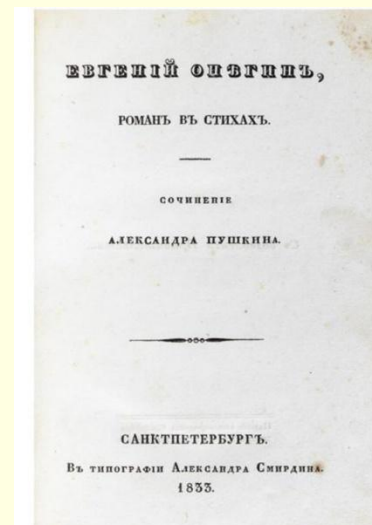 ЕВГЕНІЙ ОНѢГИНЪ,
РОМАНЪ ВЪ СТИХАХЪ.
СОЧИНЕНІЕ
АЛЕКСАНДРА ПУШКИНА.
САНКТПЕТЕРБУРГЪ.
Въ типографіи Александра Смирдина.
1833.